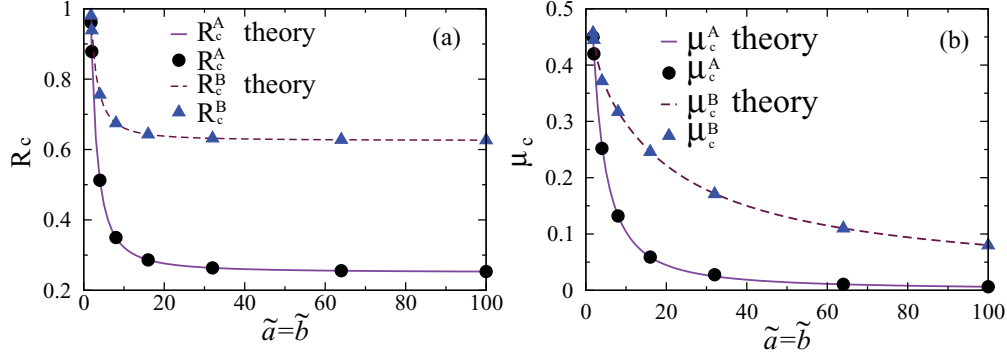 1
0.8
0.6
0.4
0.2
R_c
(a)
R_c^A theory
R_c^A
R_c^B theory
R_c^B
0 20 40 60 80 100
ã=b̃
0.5
0.4
0.3
0.2
0.1
0
μ_c
(b)
μ_c^A theory
μ_c^A
μ_c^B theory
μ_c^B
0 20 40 60 80 100
ã=b̃